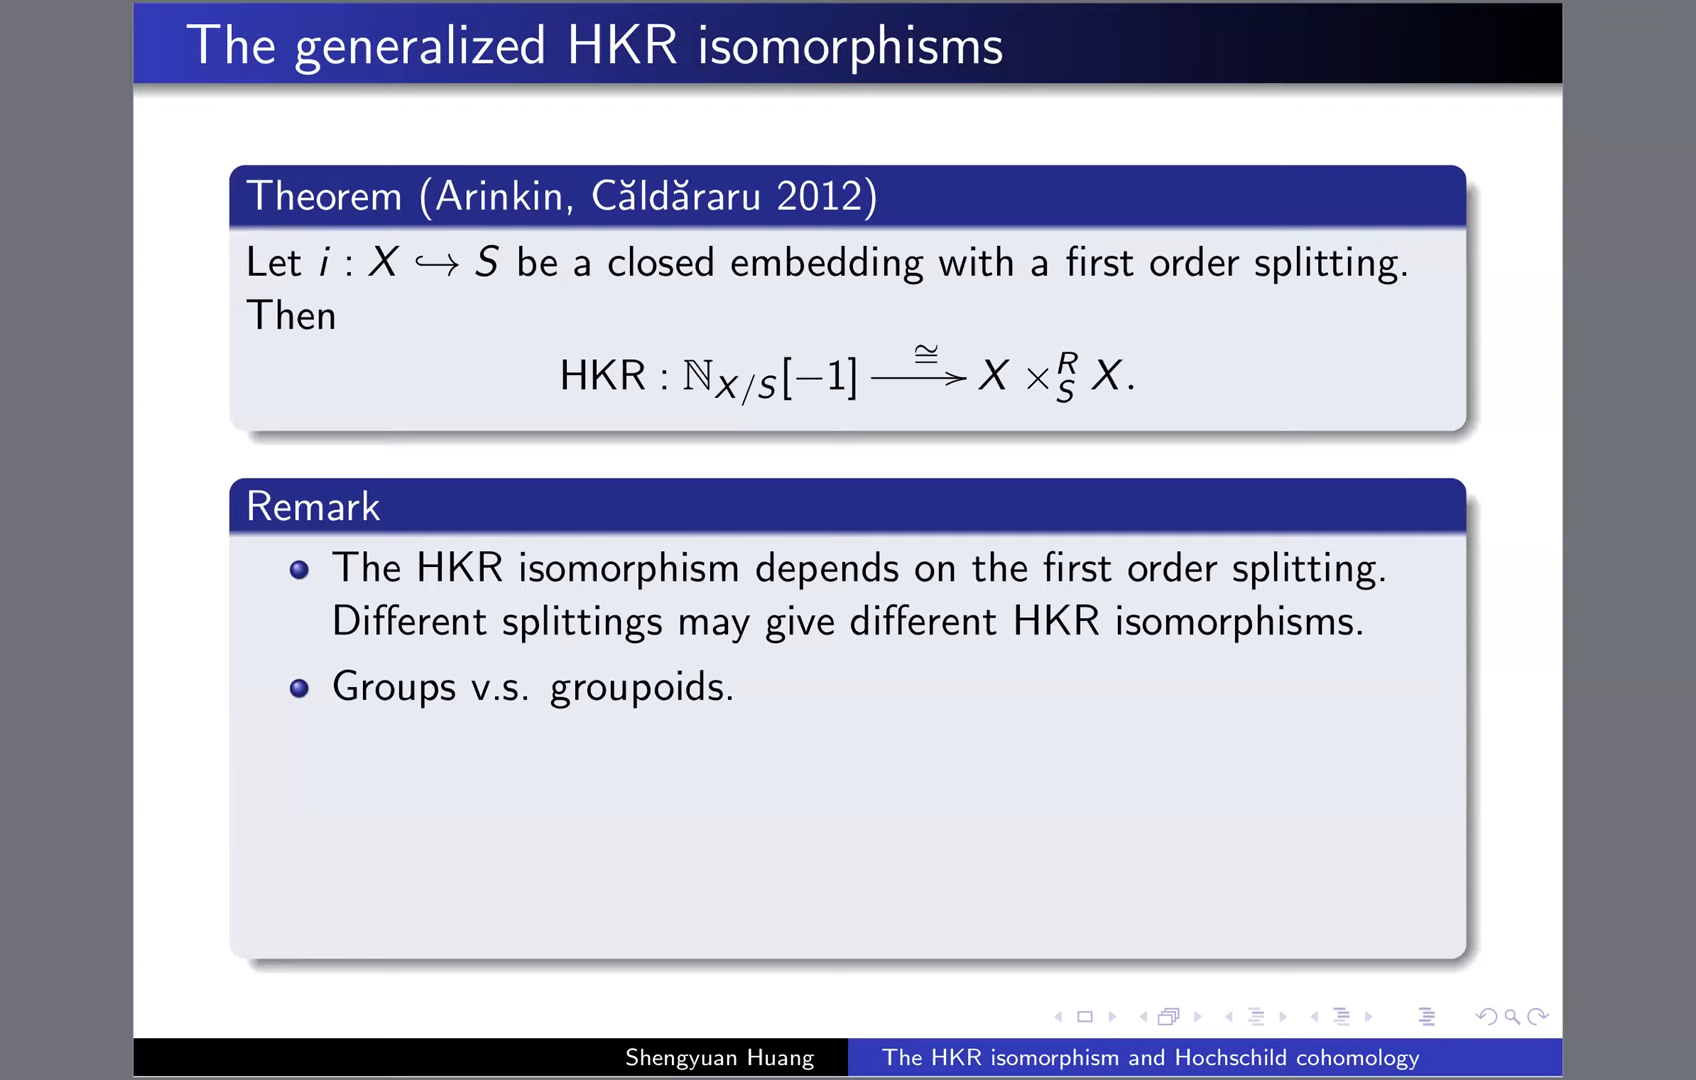 The generalized HKR isomorphisms
Theorem (Arinkin, Căldăraru 2012)
Let i : X ↪ S be a closed embedding with a first order splitting.
Then
HKR : ℕ_{X/S}[−1] ⟶^{≅} X ×^R_S X.
Remark
The HKR isomorphism depends on the first order splitting.
Different splittings may give different HKR isomorphisms.
Groups v.s. groupoids.
Shengyuan Huang
The HKR isomorphism and Hochschild cohomology